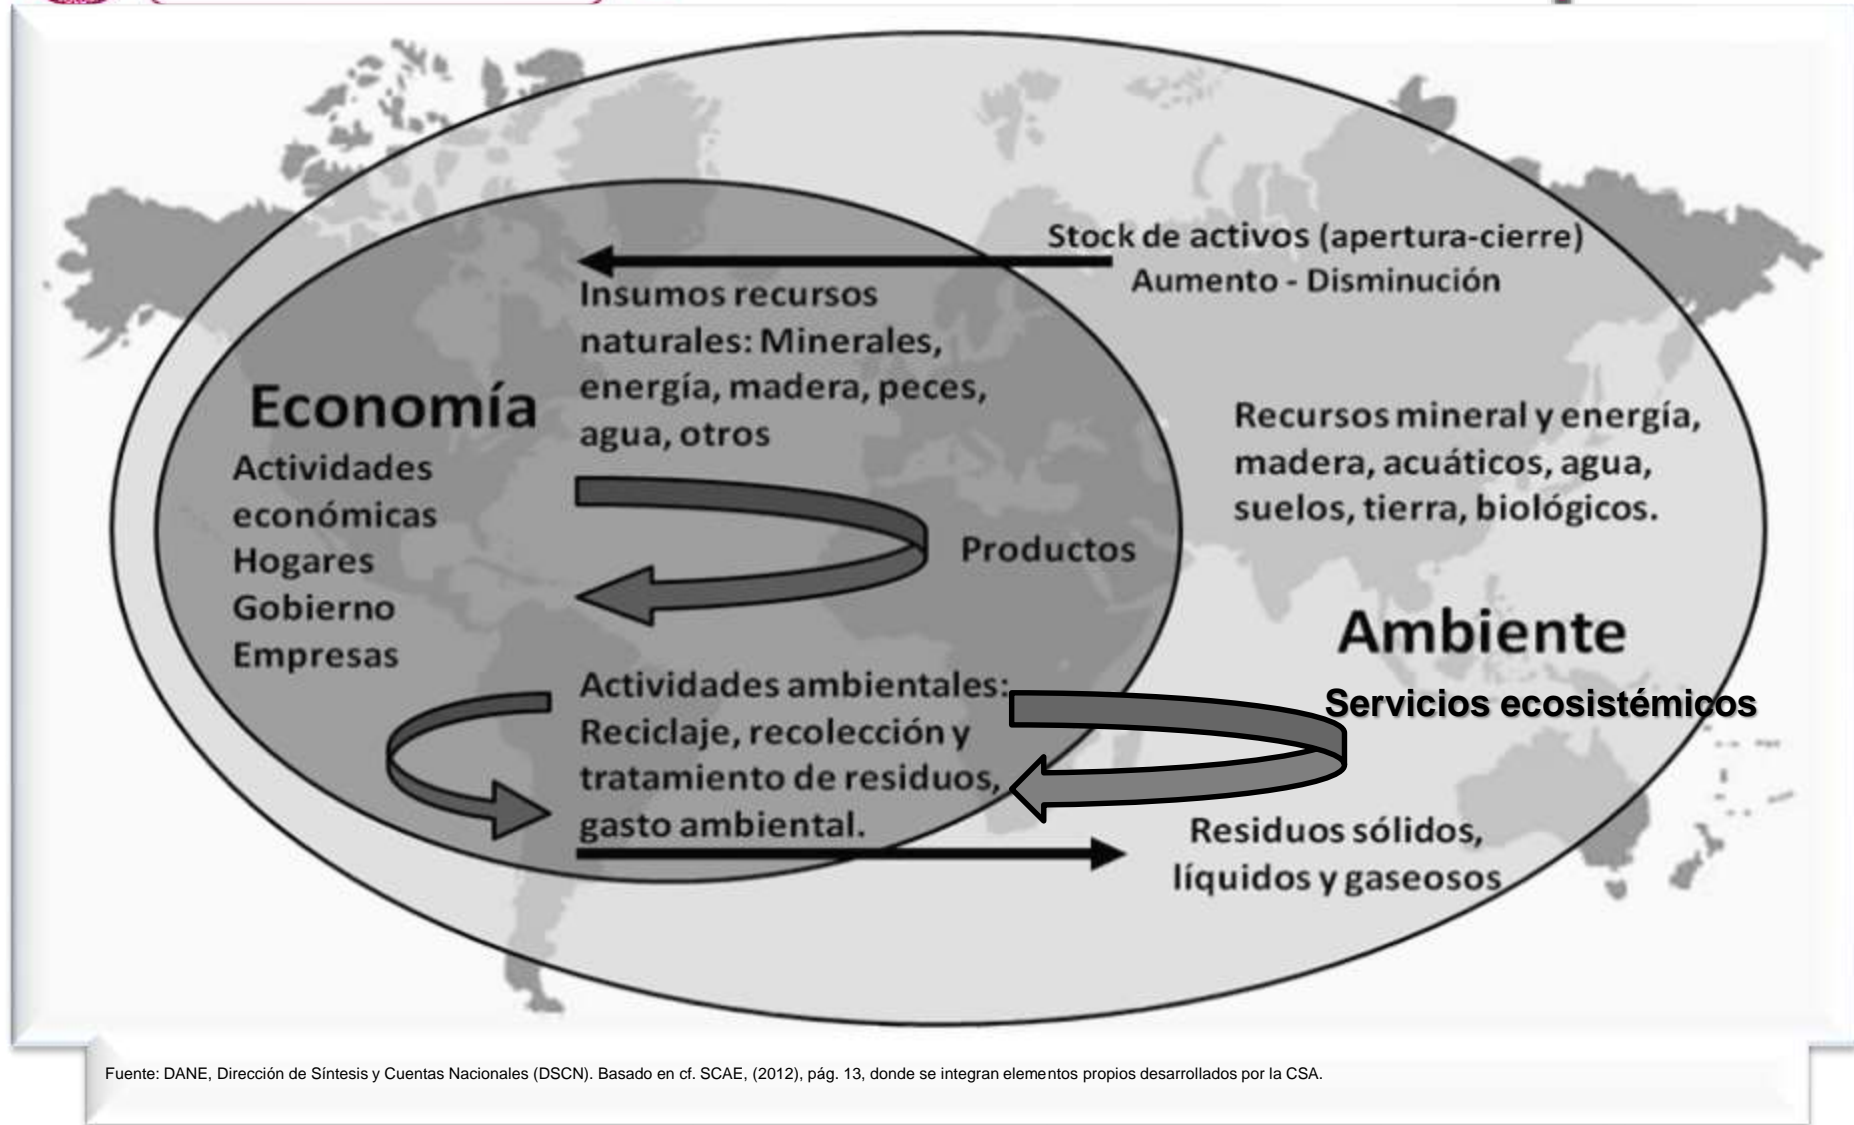 Stock de activos (apertura-cierre)
Aumento - Disminución
Insumos recursos
naturales: Minerales,
energía, madera, peces,
agua, otros
Economía
Actividades
económicas
Hogares
Gobierno
Empresas
Productos
Recursos mineral y energía,
madera, acuáticos, agua,
suelos, tierra, biológicos.
Ambiente
Servicios ecosistémicos
Actividades ambientales:
Reciclaje, recolección y
tratamiento de residuos,
gasto ambiental.
Residuos sólidos,
líquidos y gaseosos
Fuente: DANE, Dirección de Síntesis y Cuentas Nacionales (DSCN). Basado en cf. SCAE, (2012), pág. 13, donde se integran elementos propios desarrollados por la CSA.